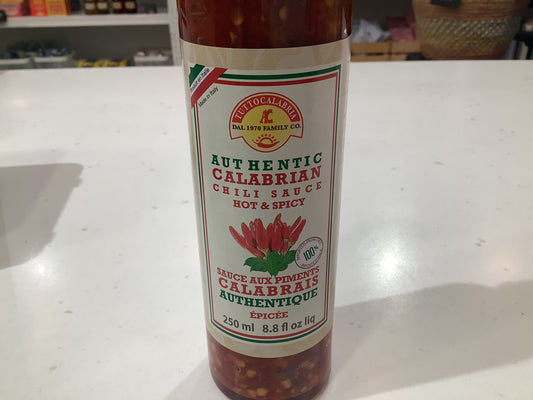 Made in Italy
TUTTOCALABRIA
DAL 1970 FAMILY CO.
AUTHENTIC
CALABRIAN
CHILI SAUCE
HOT & SPICY
100%
SAUCE AUX PIMENTS
CALABRAIS
AUTHENTIQUE
ÉPICÉE
250 ml 8.8 fl oz liq